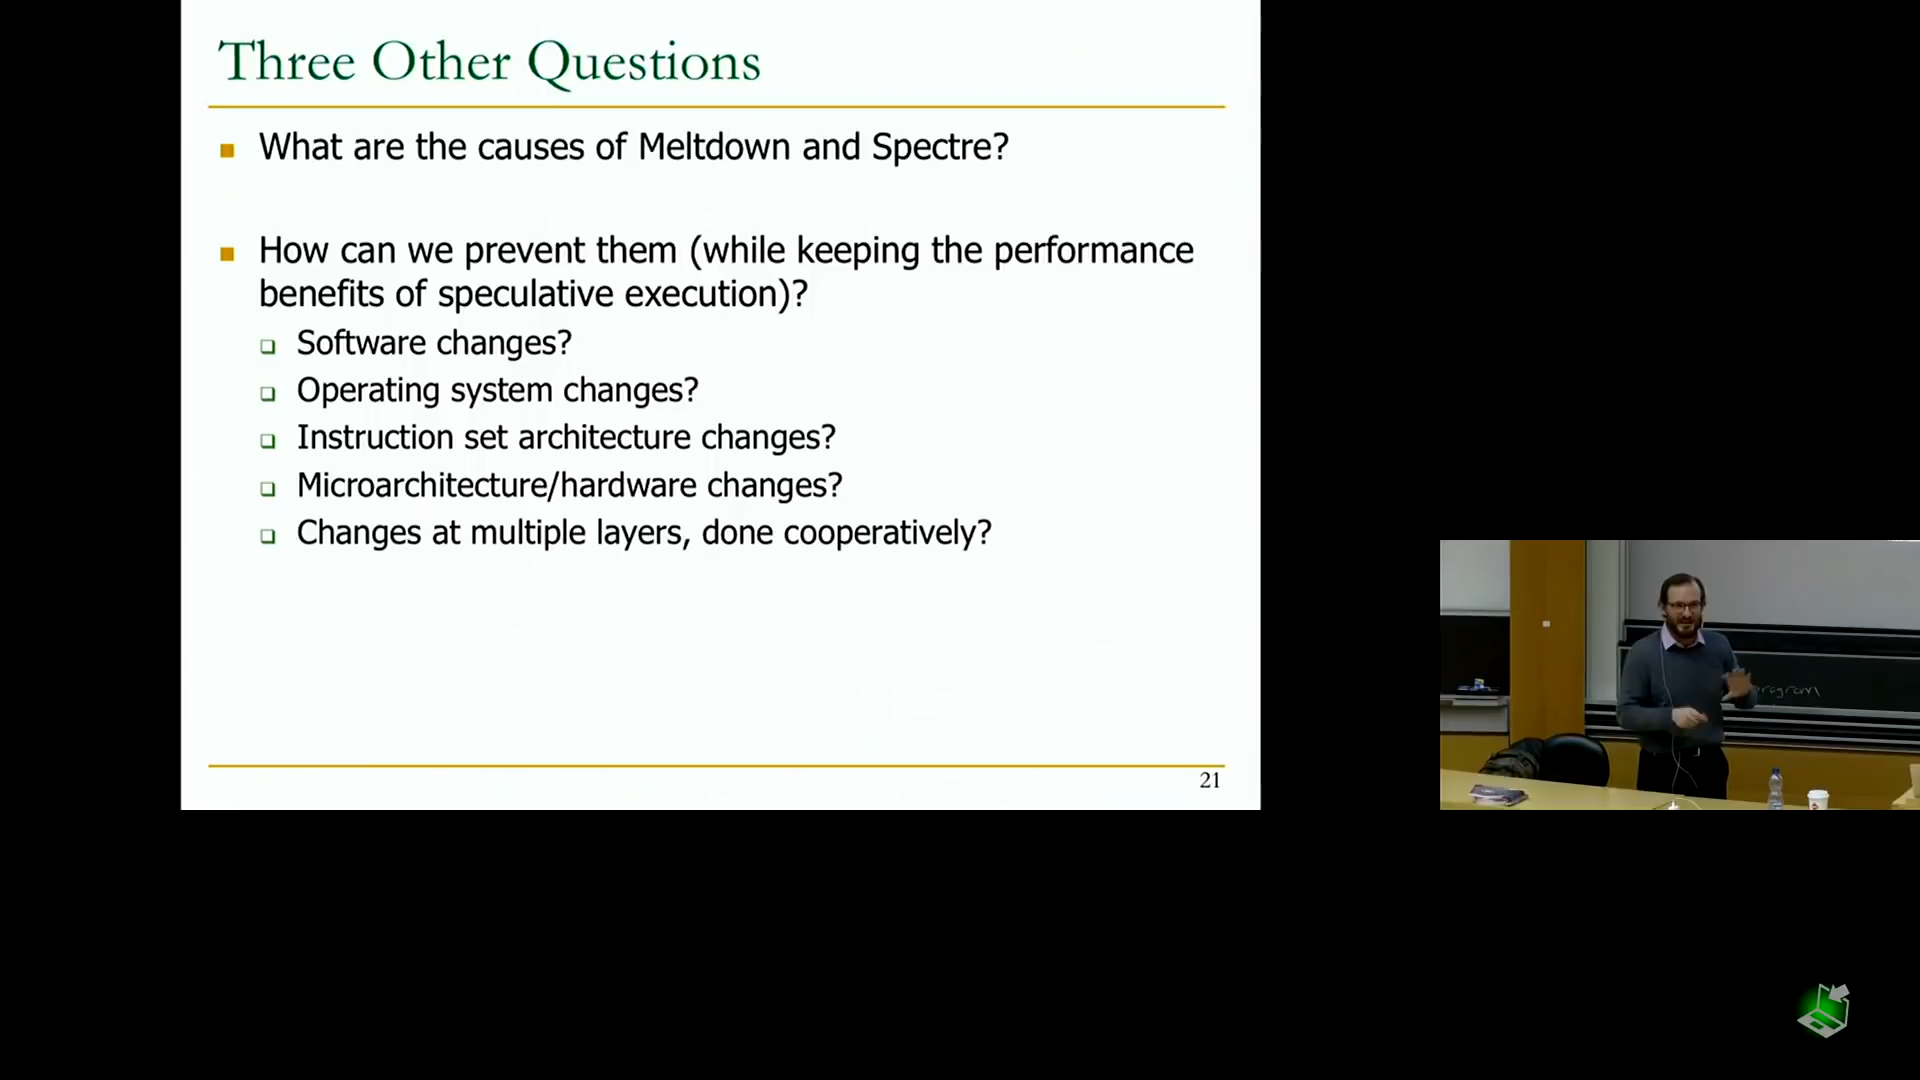 Three Other Questions
What are the causes of Meltdown and Spectre?
How can we prevent them (while keeping the performance
benefits of speculative execution)?
Software changes?
Operating system changes?
Instruction set architecture changes?
Microarchitecture/hardware changes?
Changes at multiple layers, done cooperatively?
21